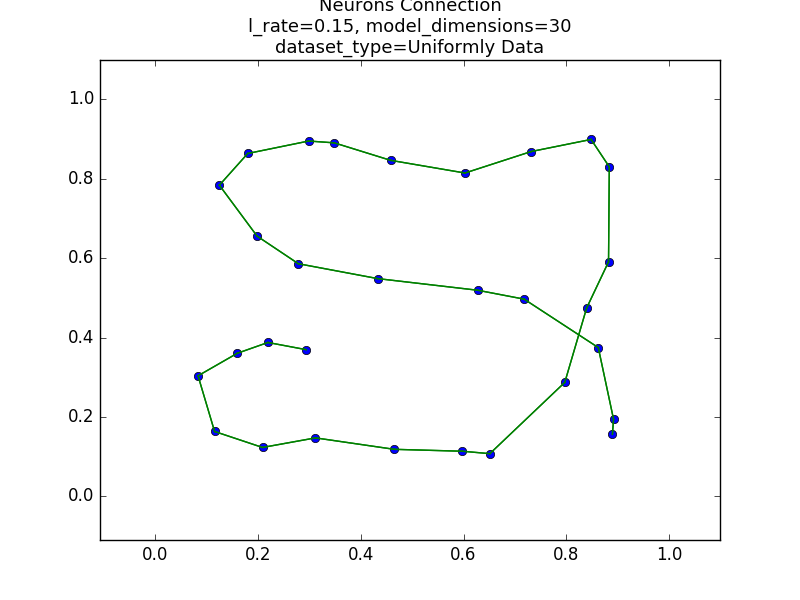 Neurons Connection
l_rate=0.15, model_dimensions=30
dataset_type=Uniformly Data
1.0
0.8
0.6
0.4
0.2
0.0
0.0 0.2 0.4 0.6 0.8 1.0